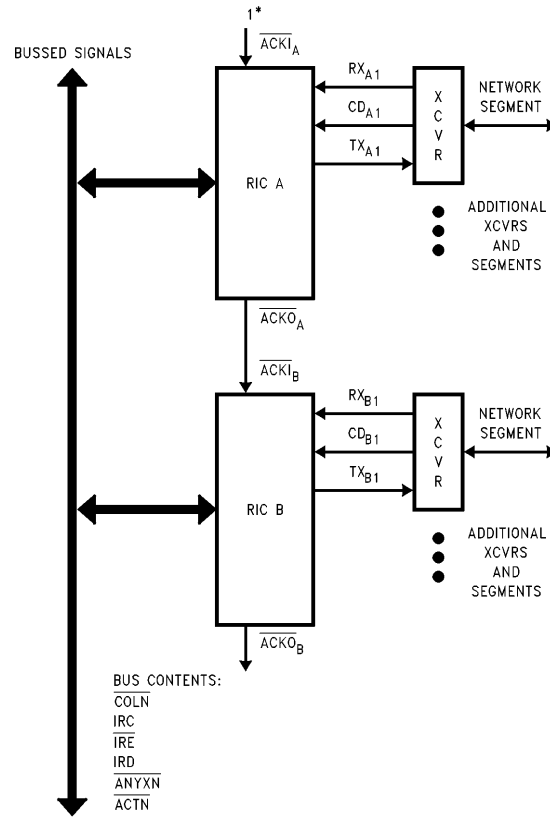 1*
ACKI_A
BUSSED SIGNALS
RX_A1
CD_A1
TX_A1
X
C
V
R
NETWORK
SEGMENT
RIC A
ADDITIONAL
XCVRS
AND
SEGMENTS
ACKO_A
ACKI_B
RX_B1
CD_B1
TX_B1
X
C
V
R
NETWORK
SEGMENT
RIC B
ADDITIONAL
XCVRS
AND
SEGMENTS
ACKO_B
BUS CONTENTS:
COLN
IRC
IRE
IRD
ANYXN
ACTN